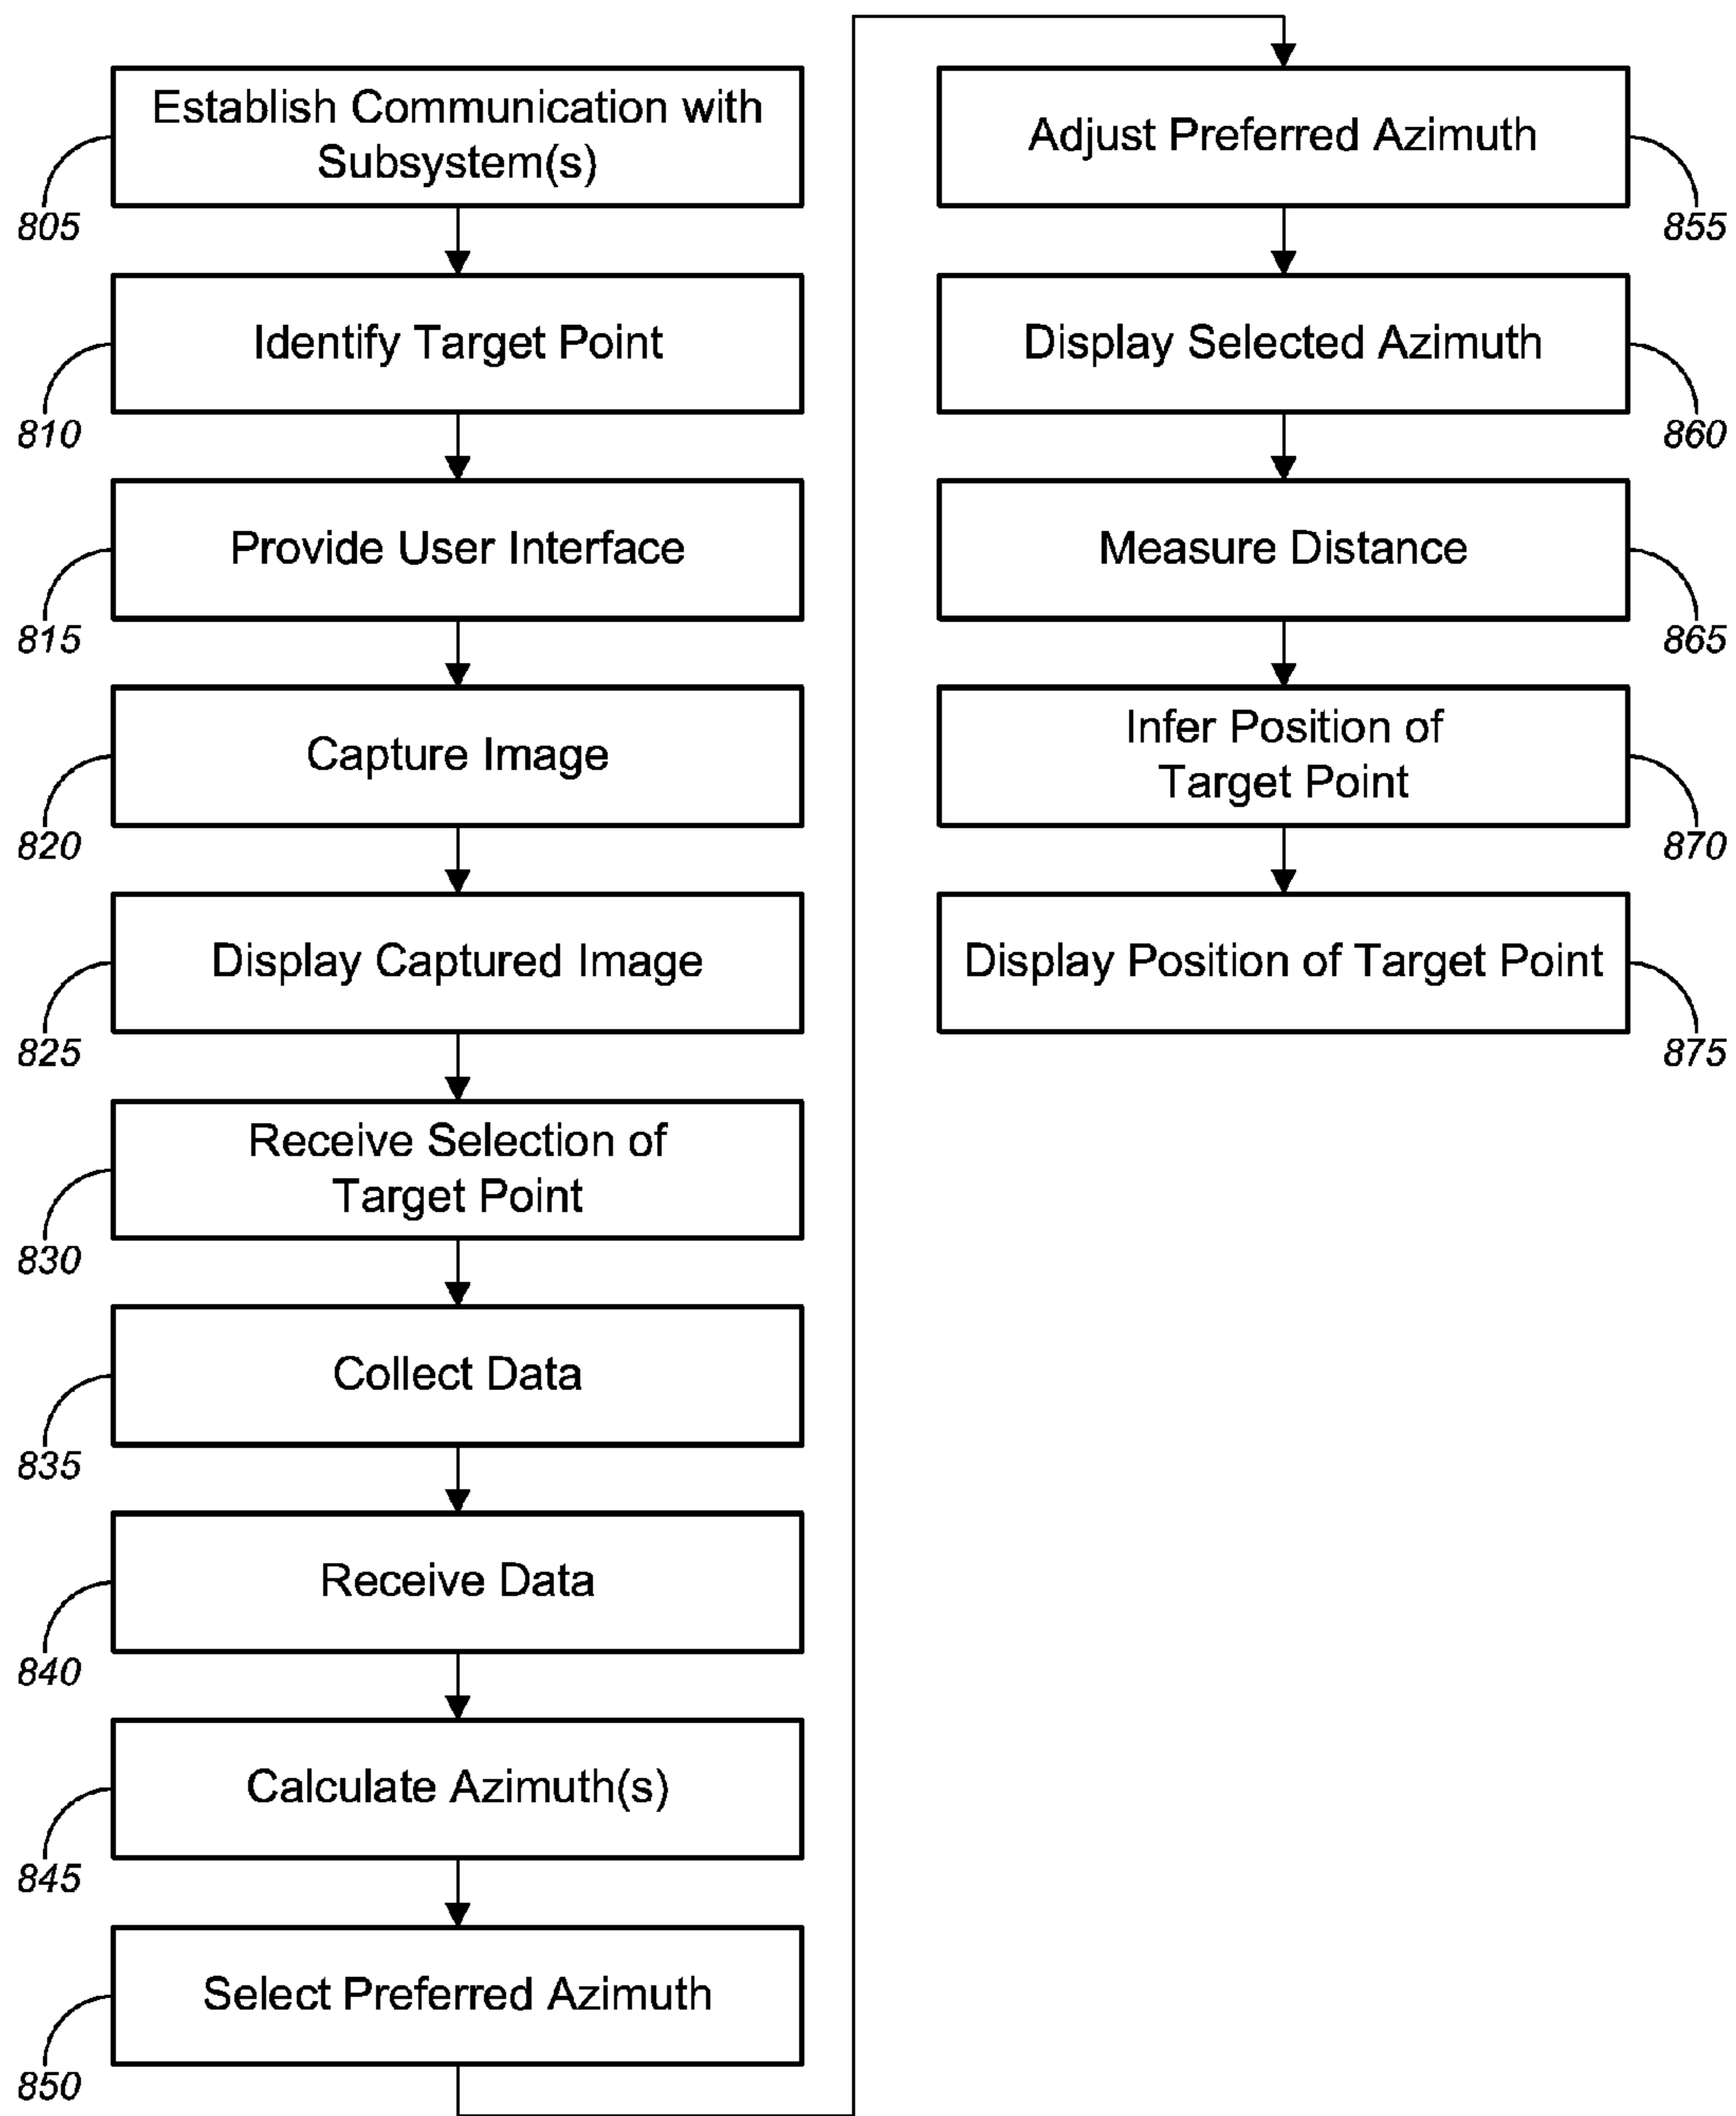 Establish Communication with
Subsystem(s)
805
Identify Target Point
810
Provide User Interface
815
Capture Image
820
Display Captured Image
825
Receive Selection of
Target Point
830
Collect Data
835
Receive Data
840
Calculate Azimuth(s)
845
Select Preferred Azimuth
850
Adjust Preferred Azimuth
855
Display Selected Azimuth
860
Measure Distance
865
Infer Position of
Target Point
870
Display Position of Target Point
875